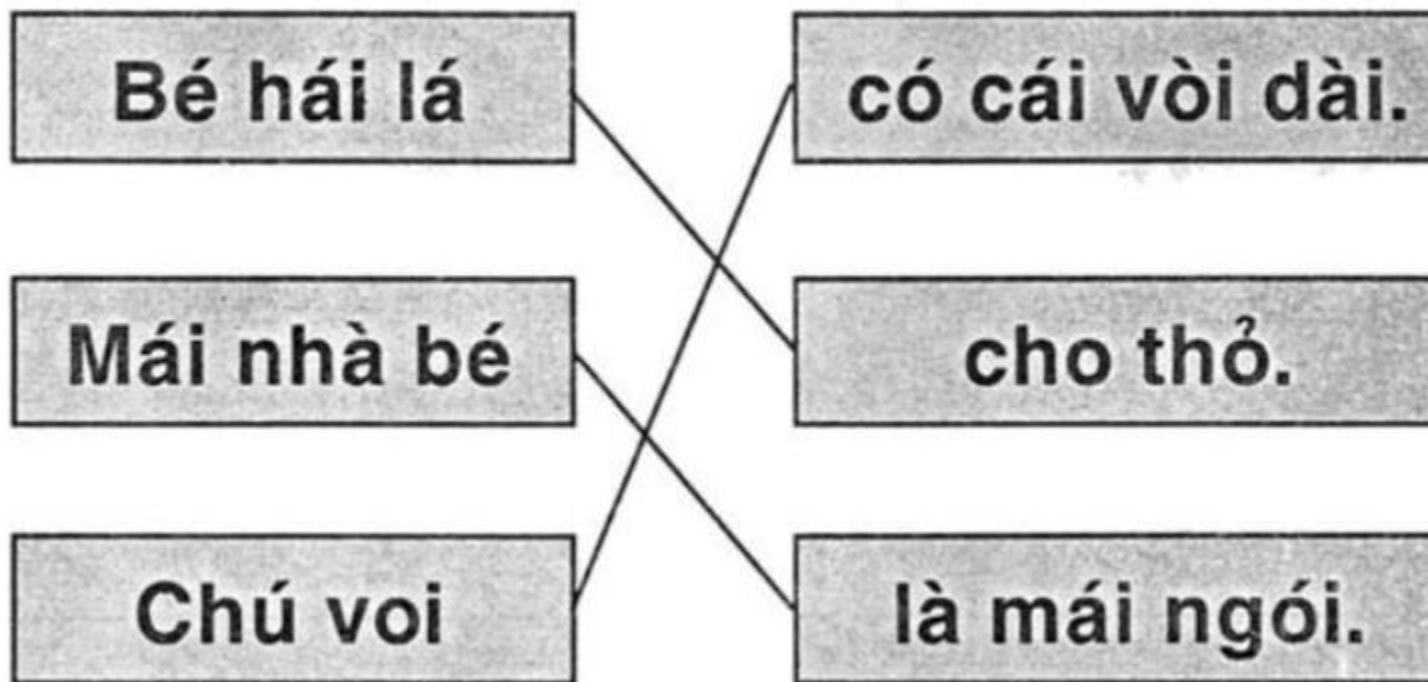 Bé hái lá
có cái vòi dài.
Mái nhà bé
cho thỏ.
Chú voi
là mái ngói.